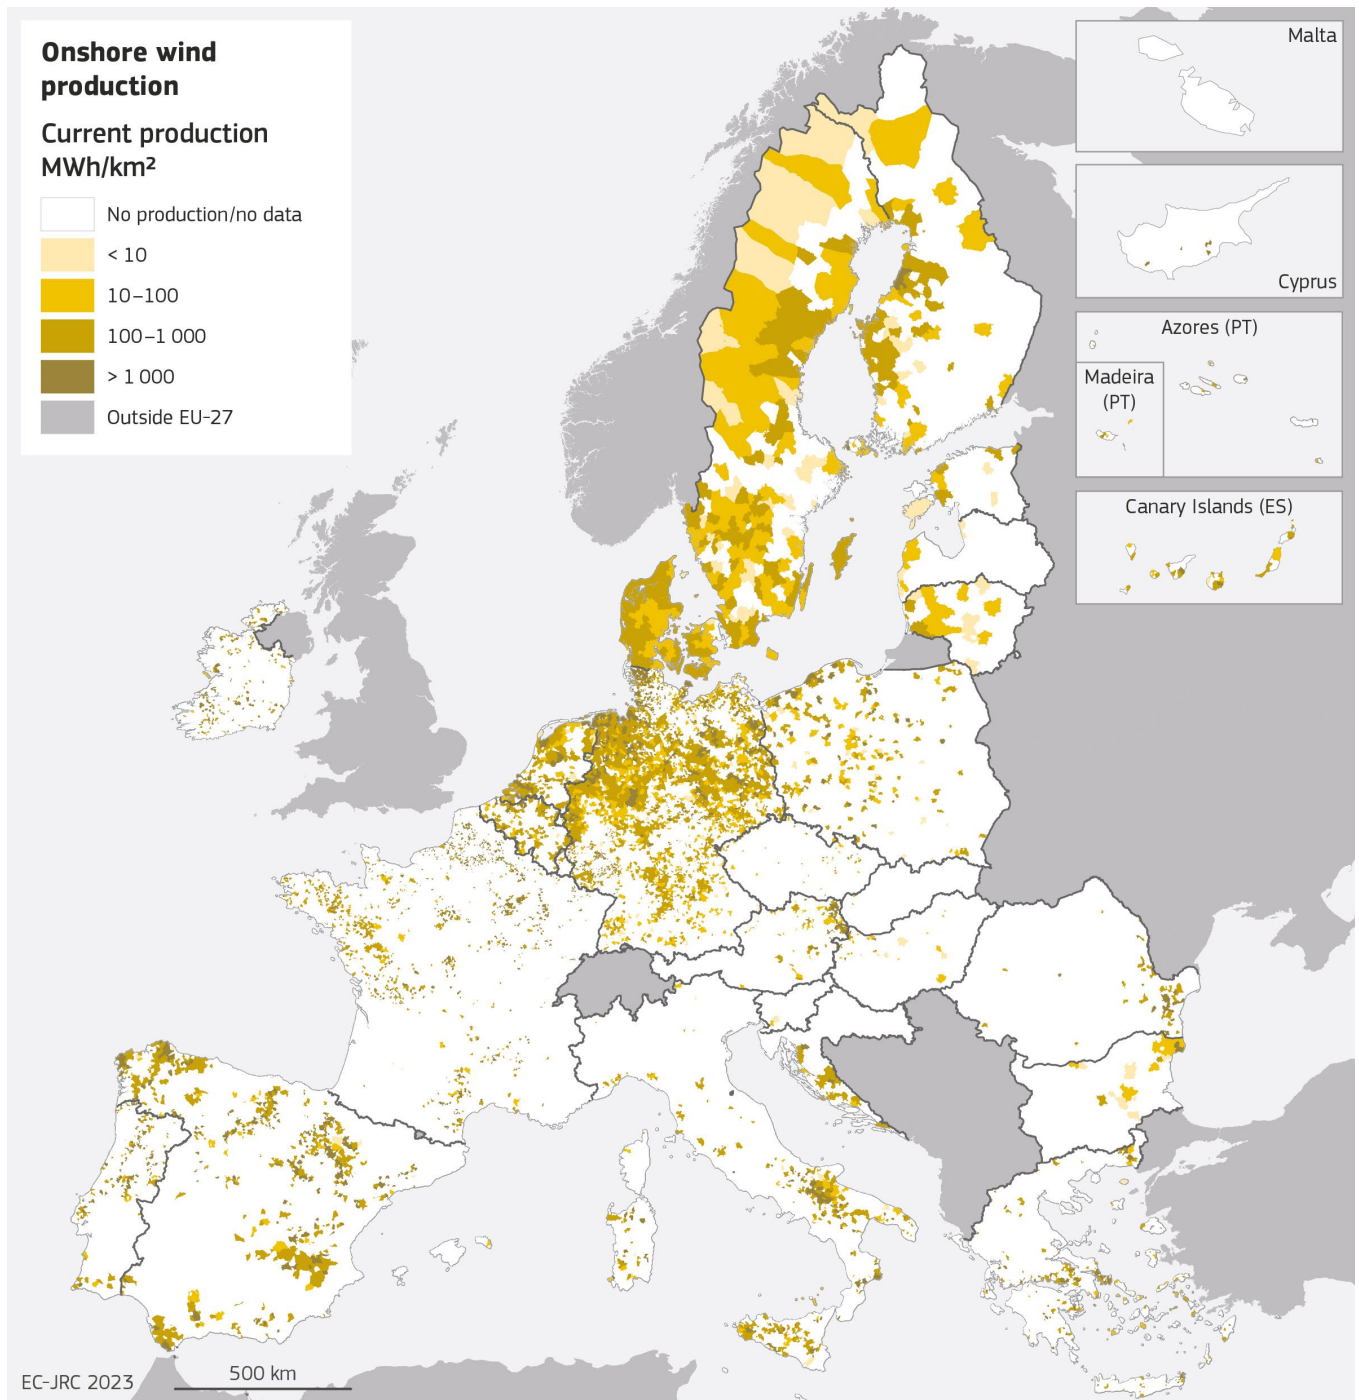 Onshore wind
production
Current production
MWh/km²
No production/no data
< 10
10–100
100–1 000
> 1 000
Outside EU-27
Malta
Cyprus
Azores (PT)
Madeira
(PT)
Canary Islands (ES)
EC-JRC 2023
500 km